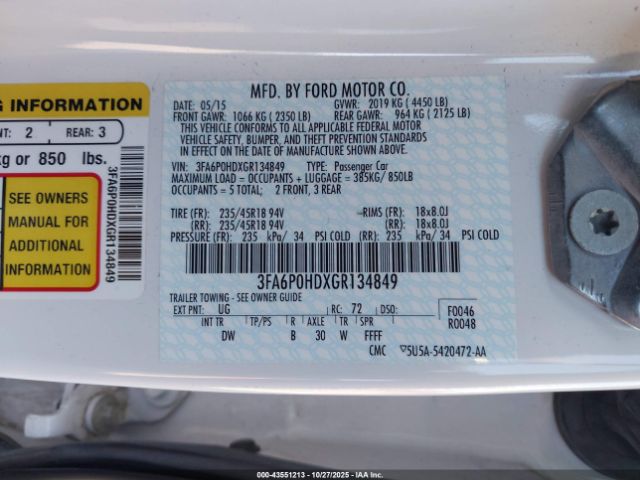 G INFORMATION
NT: 2 REAR: 3
kg or 850 lbs.
SEE OWNERS
MANUAL FOR
ADDITIONAL
INFORMATION
3FA6P0HDXGR134849
MFD. BY FORD MOTOR CO.
DATE: 05/15 GVWR: 2019 KG ( 4450 LB)
FRONT GAWR: 1066 KG ( 2350 LB) REAR GAWR: 964 KG ( 2125 LB)
THIS VEHICLE CONFORMS TO ALL APPLICABLE FEDERAL MOTOR
VEHICLE SAFETY, BUMPER, AND THEFT PREVENTION STANDARDS
IN EFFECT ON THE DATE OF MANUFACTURE SHOWN ABOVE.
VIN: 3FA6P0HDXGR134849 TYPE: Passenger Car
MAXIMUM LOAD = OCCUPANTS + LUGGAGE = 385KG/ 850LB
OCCUPANTS = 5 TOTAL; 2 FRONT, 3 REAR
TIRE (FR): 235/45R18 94V RIMS (FR): 18x8.0J
(RR): 235/45R18 94V (RR): 18x8.0J
PRESSURE (FR): 235 kPa/ 34 PSI COLD (RR): 235 kPa/ 34 PSI COLD
3FA6P0HDXGR134849
TRAILER TOWING - SEE OWNER GUIDE
EXT PNT: UG RC: 72 DSO: F0046
R0048
INT TR TP/PS R AXLE TR SPR
DW B 30 W FFFF
CMC 5U5A-5420472-AA
000-43551213 - 10/27/2025 - COPYRIGHT IAA, LLC